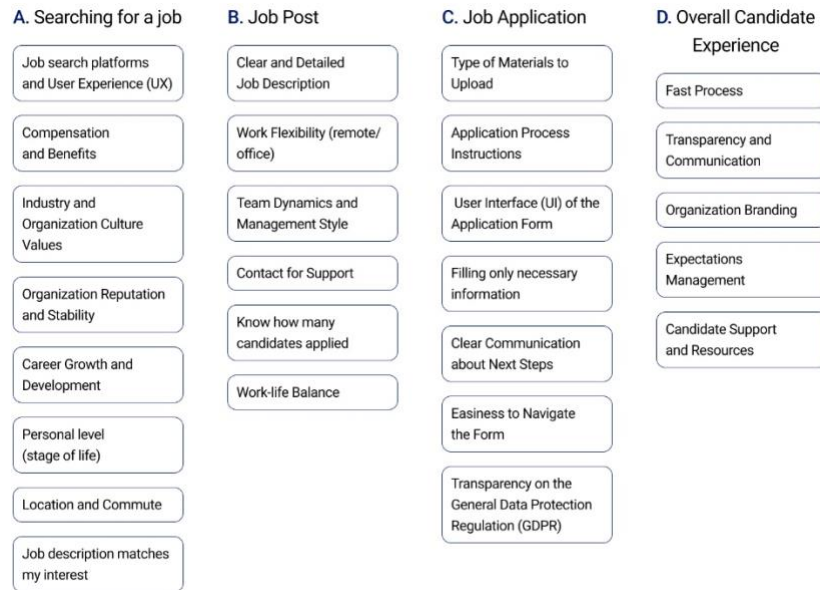 A. Searching for a job
Job search platforms
and User Experience (UX)
Compensation
and Benefits
Industry and
Organization Culture
Values
Organization Reputation
and Stability
Career Growth and
Development
Personal level
(stage of life)
Location and Commute
Job description matches
my interest
B. Job Post
Clear and Detailed
Job Description
Work Flexibility (remote/
office)
Team Dynamics and
Management Style
Contact for Support
Know how many
candidates applied
Work-life Balance
C. Job Application
Type of Materials to
Upload
Application Process
Instructions
User Interface (UI) of the
Application Form
Filling only necessary
information
Clear Communication
about Next Steps
Easiness to Navigate
the Form
Transparency on the
General Data Protection
Regulation (GDPR)
D. Overall Candidate
Experience
Fast Process
Transparency and
Communication
Organization Branding
Expectations
Management
Candidate Support
and Resources